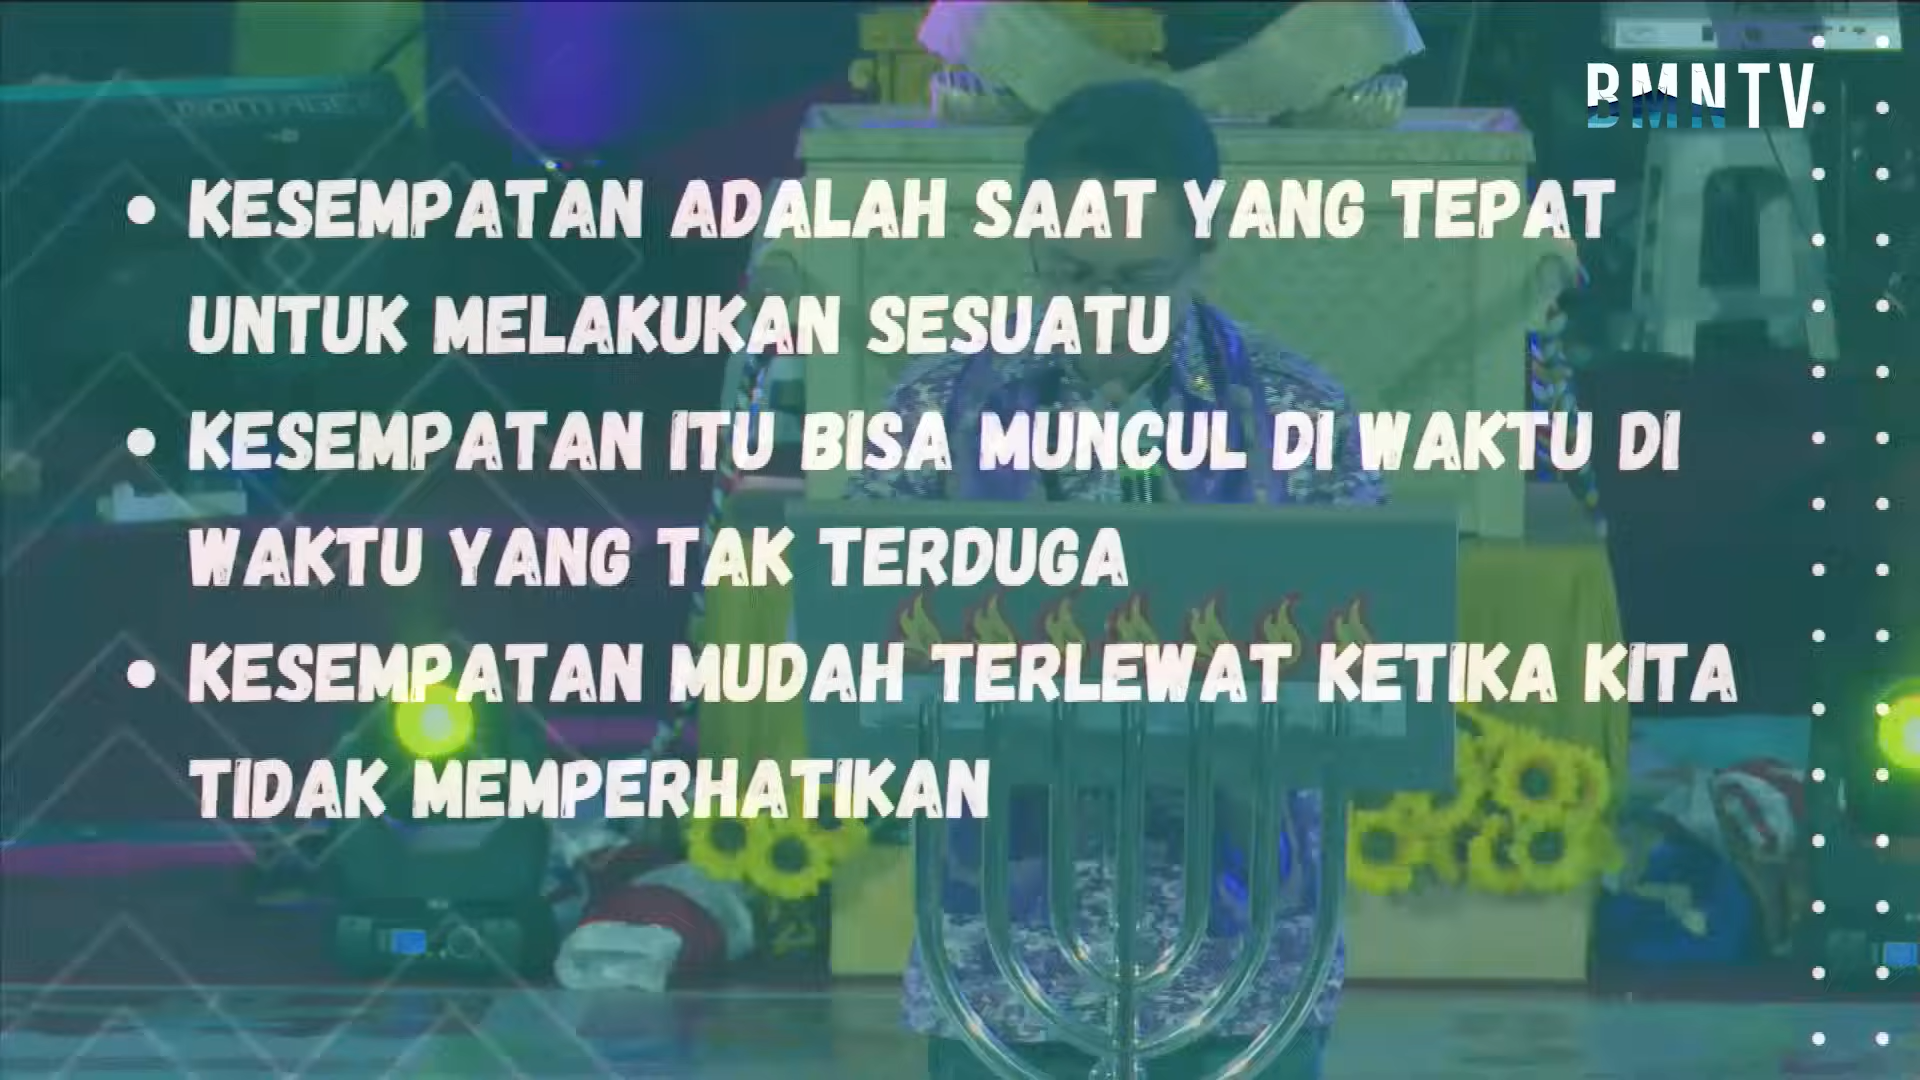 BMNTV
• KESEMPATAN ADALAH SAAT YANG TEPAT
UNTUK MELAKUKAN SESUATU
• KESEMPATAN ITU BISA MUNCUL DI WAKTU DI
WAKTU YANG TAK TERDUGA
• KESEMPATAN MUDAH TERLEWAT KETIKA KITA
TIDAK MEMPERHATIKAN